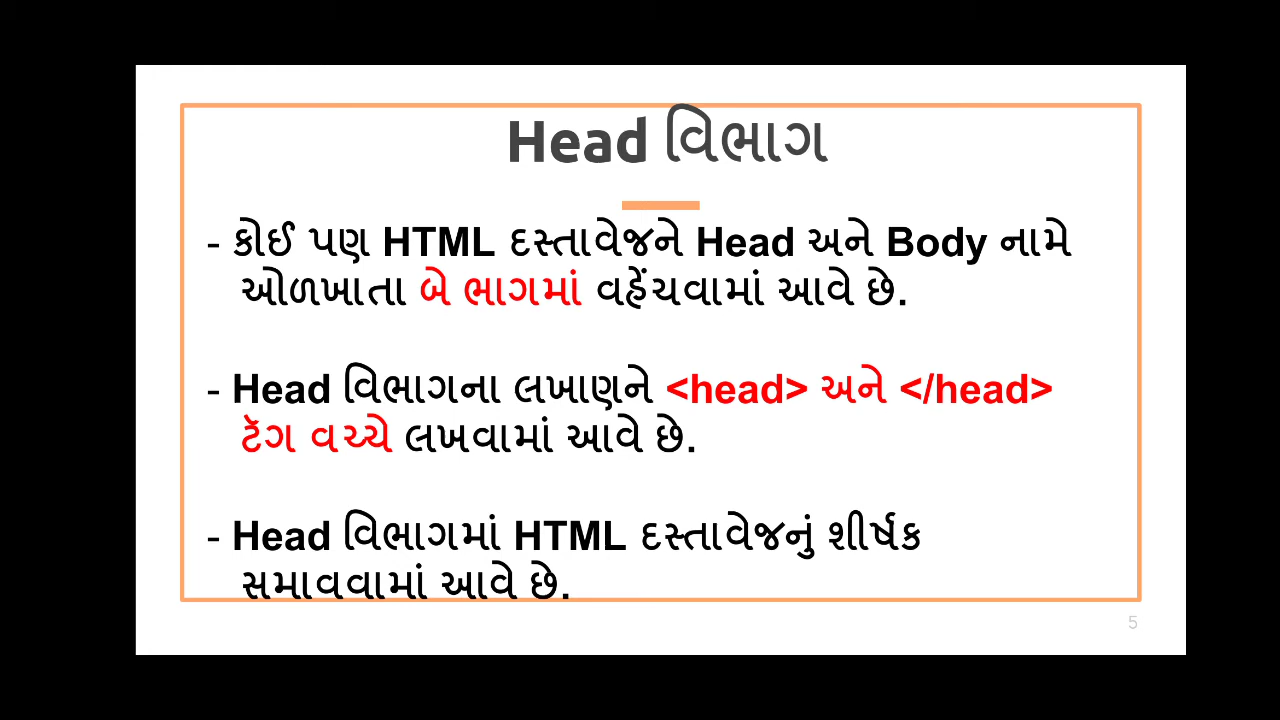 Head વિભાગ
- કોઈ પણ HTML દસ્તાવેજને Head અને Body નામે
ઓળખાતા બે ભાગમાં વહેંચવામાં આવે છે.
- Head વિભાગના લખાણને <head> અને </head>
ટૅગ વચ્ચે લખવામાં આવે છે.
- Head વિભાગમાં HTML દસ્તાવેજનું શીર્ષક
સમાવવામાં આવે છે.
5